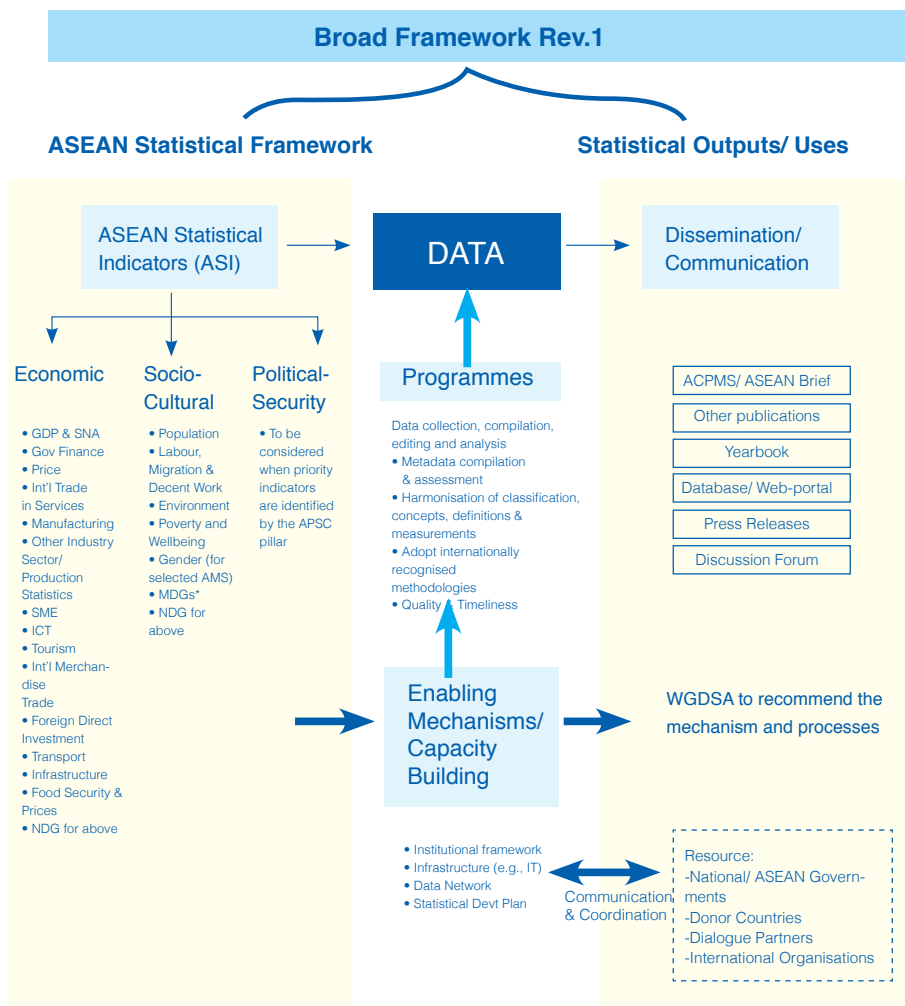 Broad Framework Rev.1
ASEAN Statistical Framework
Statistical Outputs/ Uses
ASEAN Statistical
Indicators (ASI)
DATA
Dissemination/
Communication
Economic
• GDP & SNA
• Gov Finance
• Price
• Int'l Trade
in Services
• Manufacturing
• Other Industry
Sector/
Production
Statistics
• SME
• ICT
• Tourism
• Int'l Merchan-
dise
Trade
• Foreign Direct
Investment
• Transport
• Infrastructure
• Food Security &
Prices
• NDG for above
Socio-
Cultural
• Population
• Labour,
Migration &
Decent Work
• Environment
• Poverty and
Wellbeing
• Gender (for
selected AMS)
• MDGs*
• NDG for
above
Political-
Security
• To be
considered
when priority
indicators
are identified
by the APSC
pillar
Programmes
Data collection, compilation,
editing and analysis
• Metadata compilation
& assessment
• Harmonisation of classification,
concepts, definitions &
measurements
• Adopt internationally
recognised
methodologies
• Quality & Timeliness
Enabling
Mechanisms/
Capacity
Building
• Institutional framework
• Infrastructure (e.g., IT)
• Data Network
• Statistical Devt Plan
Communication
& Coordination
ACPMS/ ASEAN Brief
Other publications
Yearbook
Database/ Web-portal
Press Releases
Discussion Forum
WGDSA to recommend the
mechanism and processes
Resource:
-National/ ASEAN Govern-
ments
-Donor Countries
-Dialogue Partners
-International Organisations